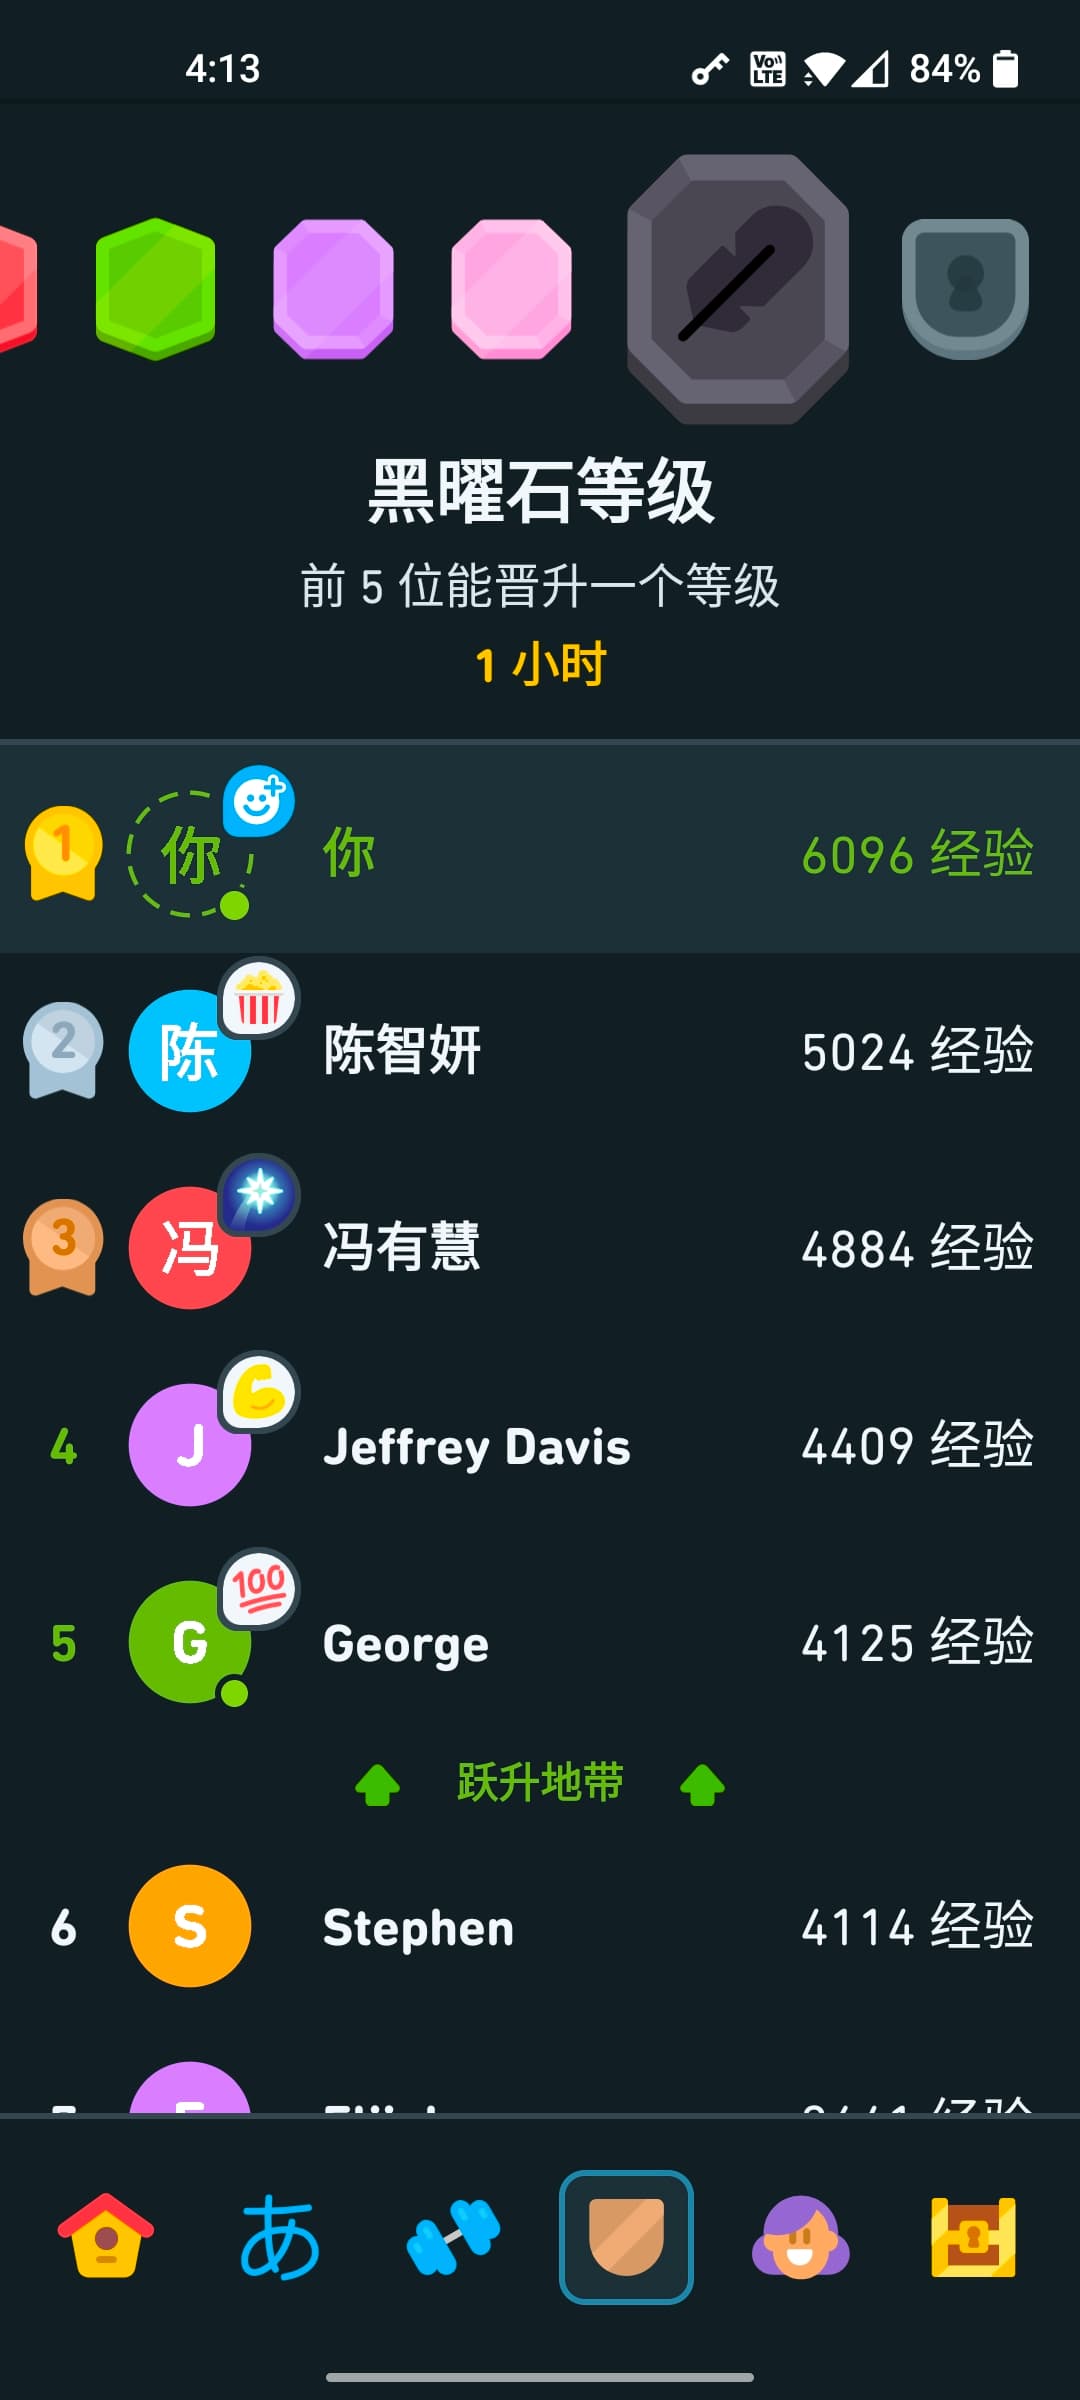 4:13
Vo)) LTE
84%
黑曜石等级
前 5 位能晋升一个等级
1 小时
1 你 你 6096 经验
2 陈 陈智妍 5024 经验
3 冯 冯有慧 4884 经验
4 J Jeffrey Davis 4409 经验
100
5 G George 4125 经验
跃升地带
6 S Stephen 4114 经验
あ